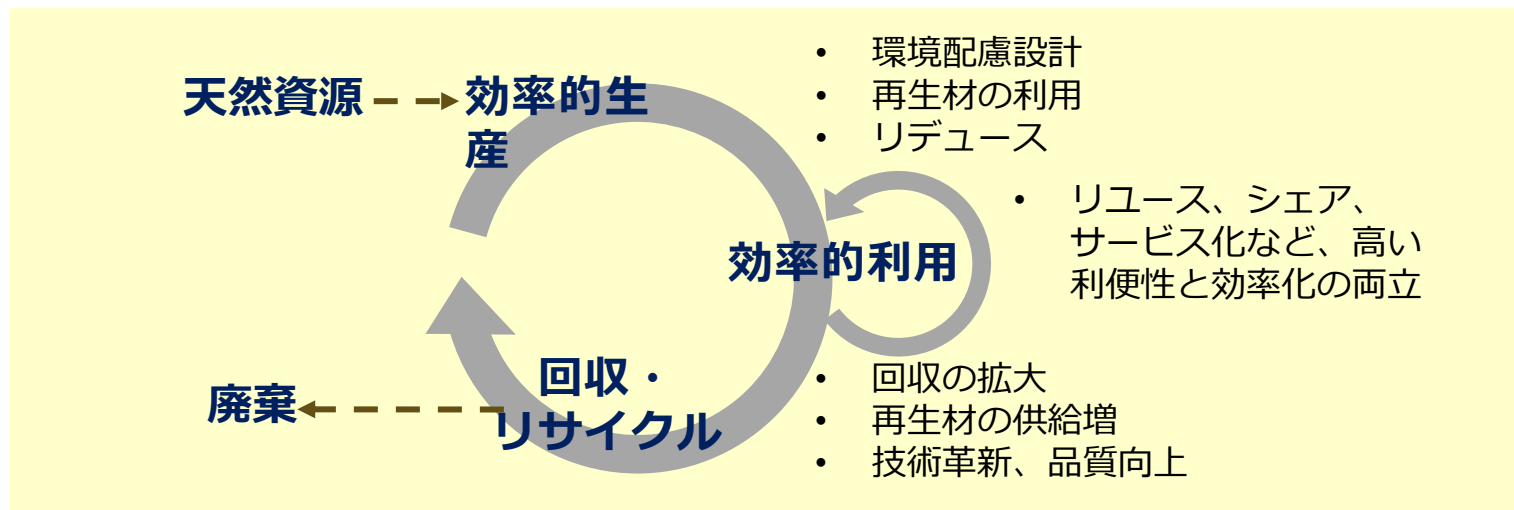 天然資源
効率的生
産
• 環境配慮設計
• 再生材の利用
• リデュース
• リユース、シェア、
サービス化など、高い
利便性と効率化の両立
効率的利用
回収・
リサイクル
廃棄
• 回収の拡大
• 再生材の供給増
• 技術革新、品質向上